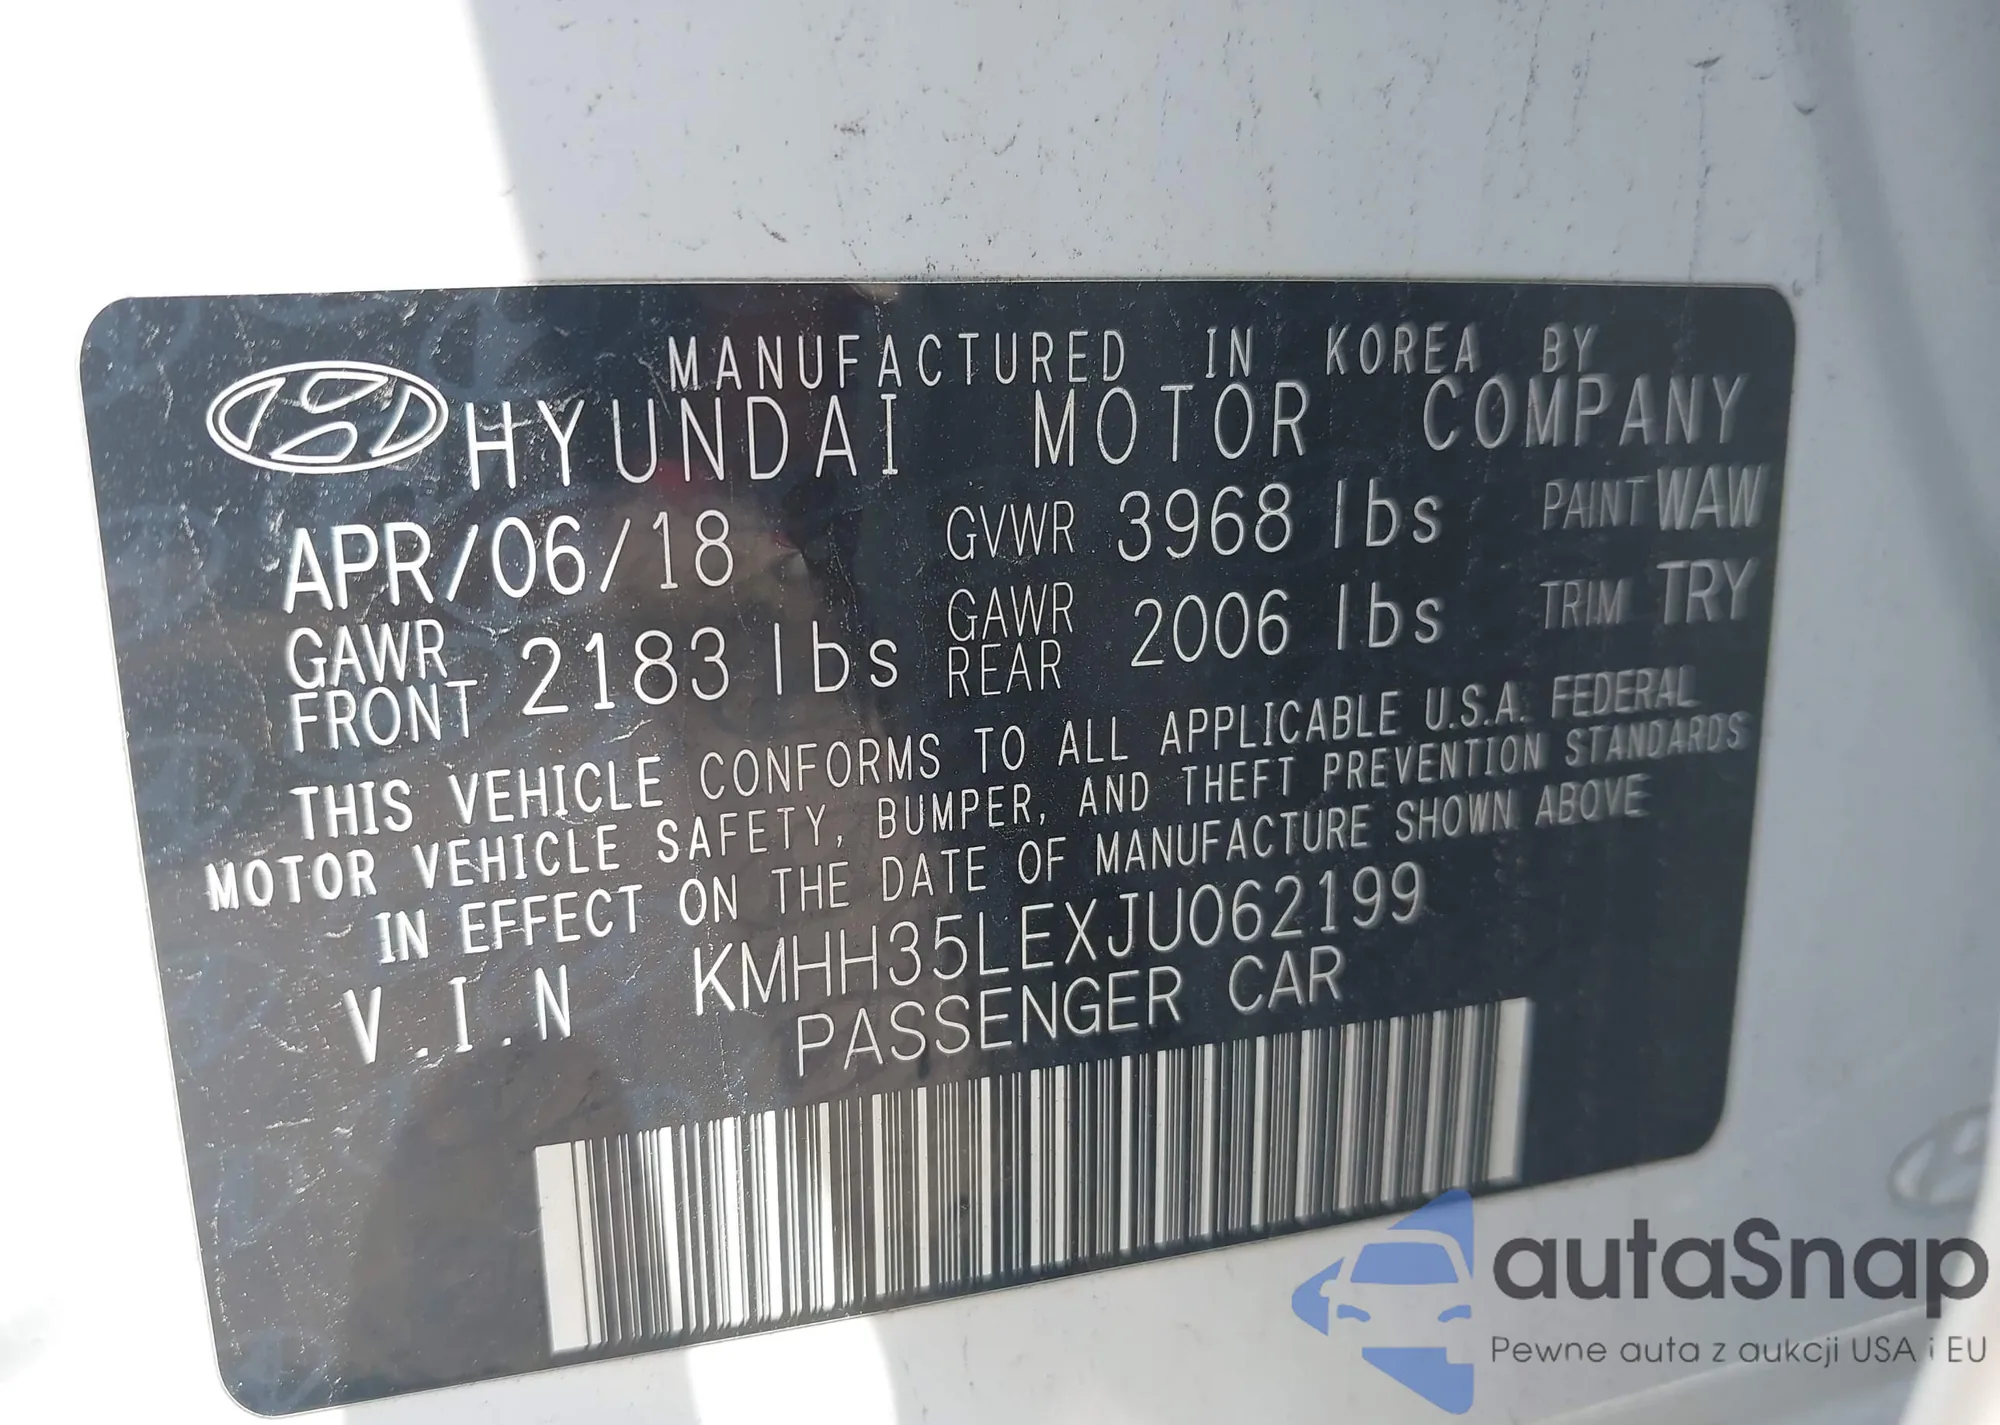 MANUFACTURED IN KOREA BY
HYUNDAI MOTOR COMPANY
APR/06/18 GVWR 3968 lbs PAINT WAW
GAWR FRONT 2183 lbs GAWR REAR 2006 lbs TRIM TRY
THIS VEHICLE CONFORMS TO ALL APPLICABLE U.S.A. FEDERAL
MOTOR VEHICLE SAFETY, BUMPER, AND THEFT PREVENTION STANDARDS
IN EFFECT ON THE DATE OF MANUFACTURE SHOWN ABOVE
V.I.N KMHH35LEXJU062199
PASSENGER CAR
autaSnap
Pewne auta z aukcji USA i EU